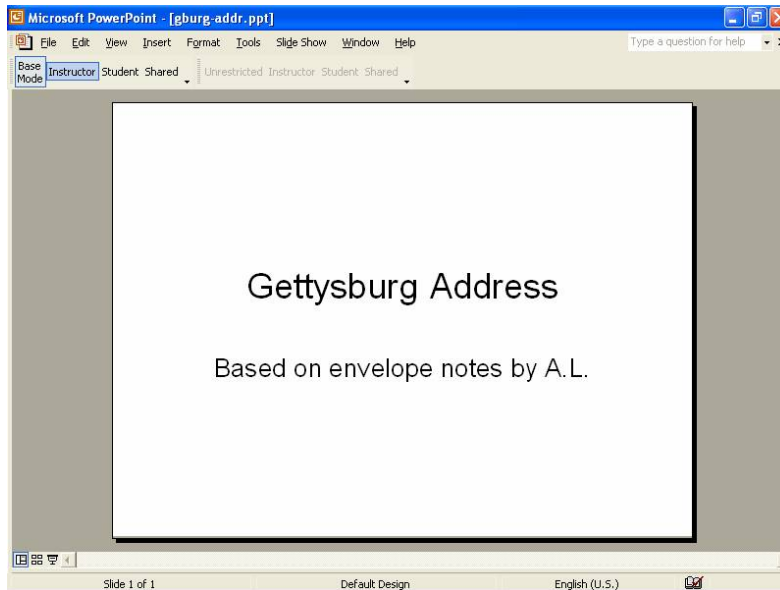 Microsoft PowerPoint - [gburg-addr.ppt]
File Edit View Insert Format Tools Slide Show Window Help Type a question for help
Base Mode Instructor Student Shared Unrestricted Instructor Student Shared
Gettysburg Address
Based on envelope notes by A.L.
Slide 1 of 1 Default Design English (U.S.)